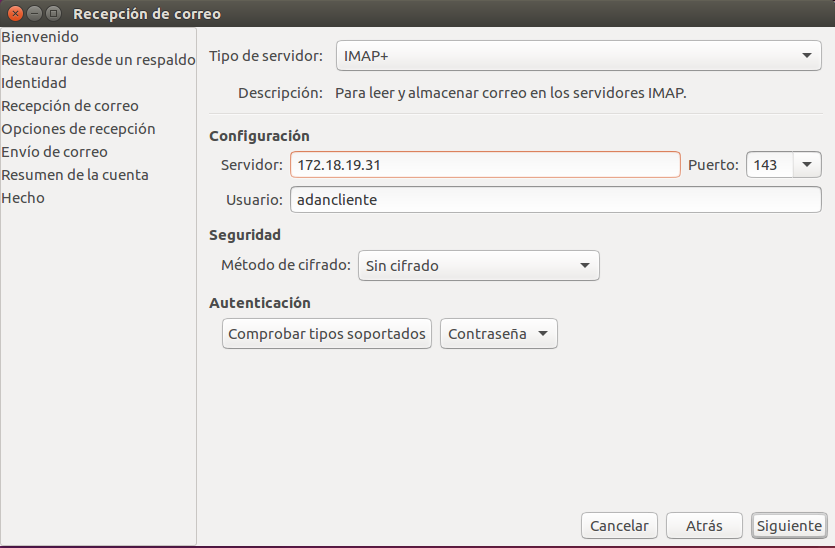 Recepción de correo
Bienvenido
Restaurar desde un respaldo
Identidad
Recepción de correo
Opciones de recepción
Envío de correo
Resumen de la cuenta
Hecho
Tipo de servidor: IMAP+
Descripción: Para leer y almacenar correo en los servidores IMAP.
Configuración
Servidor: 172.18.19.31 Puerto: 143
Usuario: adancliente
Seguridad
Método de cifrado: Sin cifrado
Autenticación
Comprobar tipos soportados Contraseña
Cancelar Atrás Siguiente